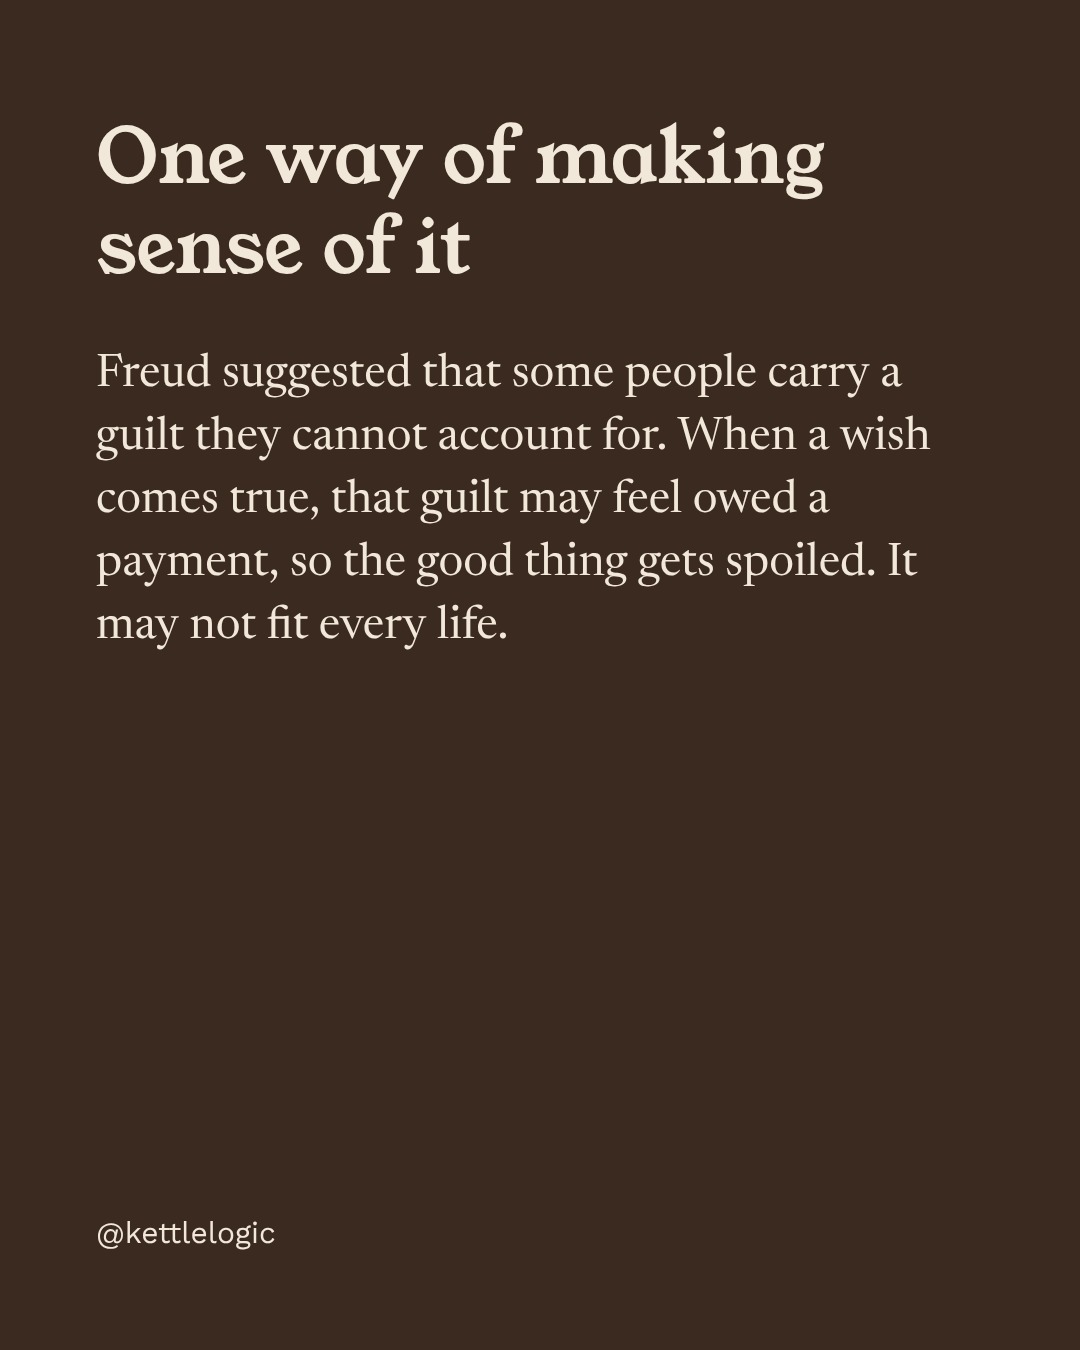 One way of making
sense of it
Freud suggested that some people carry a
guilt they cannot account for. When a wish
comes true, that guilt may feel owed a
payment, so the good thing gets spoiled. It
may not fit every life.
@kettlelogic